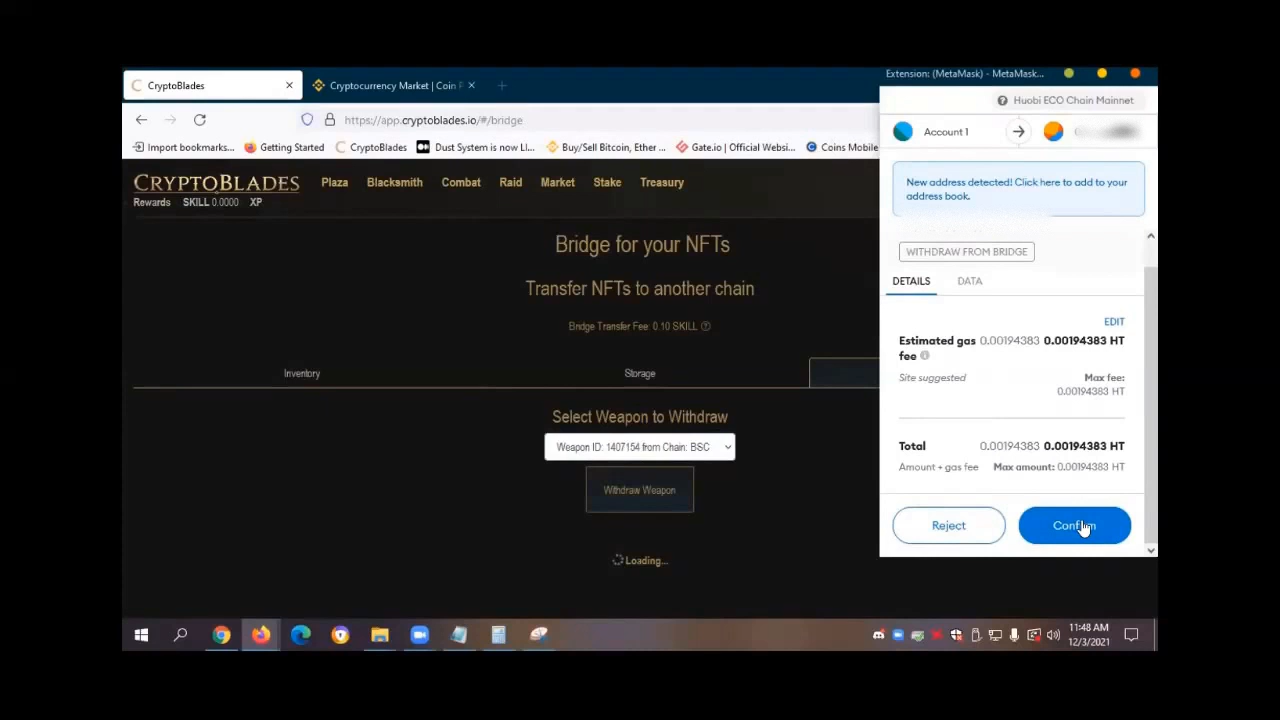 CryptoBlades
Cryptocurrency Market | Coin P
Extension: (MetaMask) - MetaMask...
https://app.cryptoblades.io/#/bridge
Huobi ECO Chain Mainnet
Account 1
Import bookmarks...
Getting Started
CryptoBlades
Dust System is now LI...
Buy/Sell Bitcoin, Ether ...
Gate.io | Official Websi...
Coins Mobile
New address detected! Click here to add to your
address book.
CRYPTOBLADES
Plaza
Blacksmith
Combat
Raid
Market
Stake
Treasury
Rewards SKILL 0.0000 XP
Bridge for your NFTs
WITHDRAW FROM BRIDGE
DETAILS
DATA
Transfer NFTs to another chain
Bridge Transfer Fee: 0.10 SKILL
EDIT
Estimated gas
fee
0.00194383 0.00194383 HT
Site suggested
Max fee:
0.00194383 HT
Inventory
Storage
Select Weapon to Withdraw
Weapon ID: 1407154 from Chain: BSC
Total
0.00194383 0.00194383 HT
Amount + gas fee
Max amount: 0.00194383 HT
Withdraw Weapon
Reject
Confirm
Loading...
11:48 AM
12/3/2021